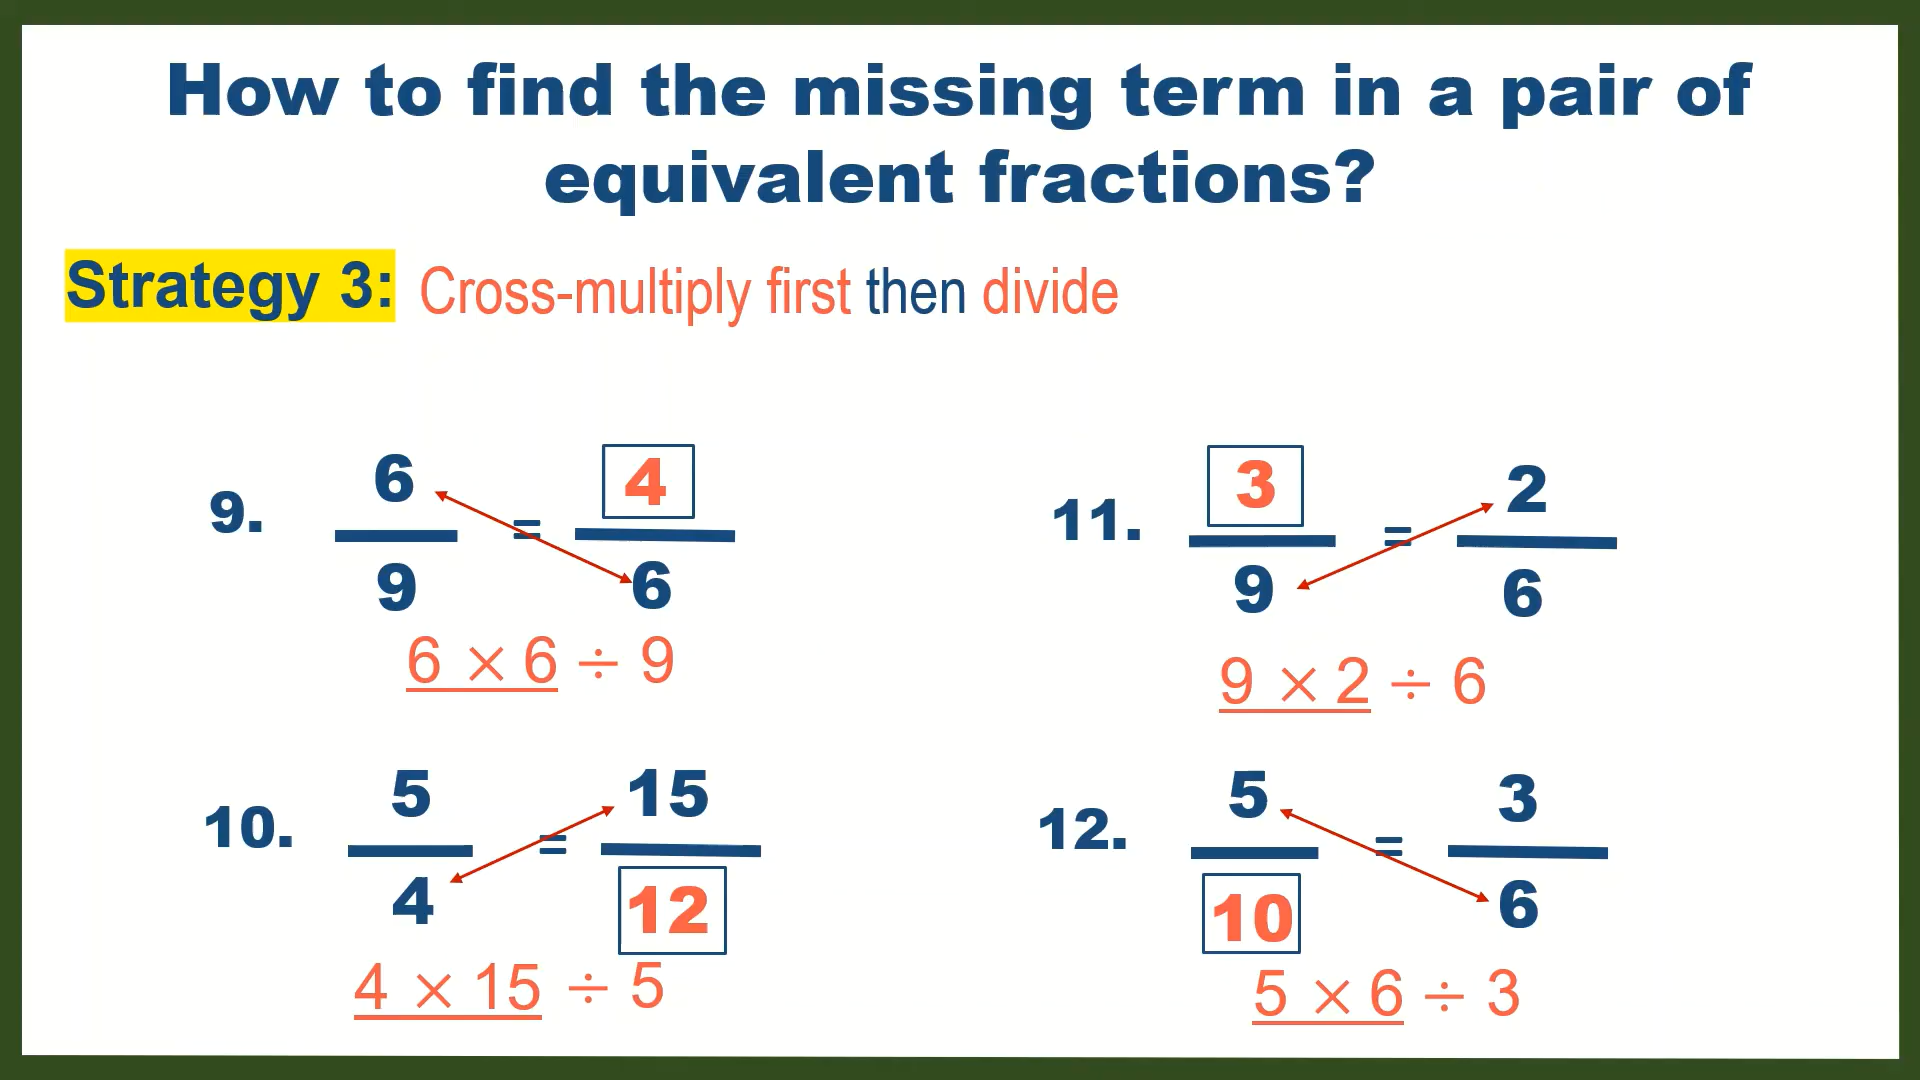 How to find the missing term in a pair of
equivalent fractions?
Strategy 3: Cross-multiply first then divide
9. 6/9 = 4/6
6 × 6 ÷ 9
11. 3/9 = 2/6
9 × 2 ÷ 6
10. 5/4 = 15/12
4 × 15 ÷ 5
12. 5/10 = 3/6
5 × 6 ÷ 3